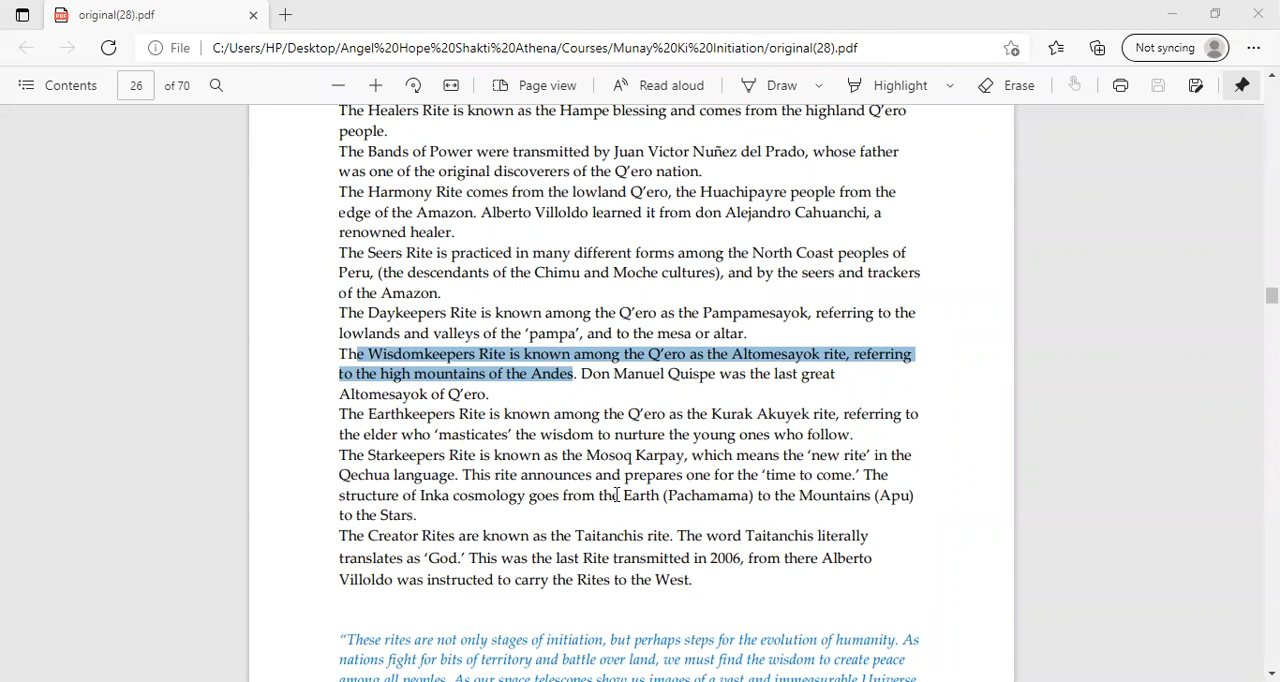 original(28).pdf
File C:/Users/HP/Desktop/Angel%20Hope%20Shakti%20Athena/Courses/Munay%20Ki%20Initiation/original(28).pdf Not syncing
Contents 26 of 70 Page view A Read aloud Draw Highlight Erase
The Healers Rite is known as the Hampe blessing and comes from the highland Q’ero
people.
The Bands of Power were transmitted by Juan Victor Nuñez del Prado, whose father
was one of the original discoverers of the Q’ero nation.
The Harmony Rite comes from the lowland Q’ero, the Huachipayre people from the
edge of the Amazon. Alberto Villoldo learned it from don Alejandro Cahuanchi, a
renowned healer.
The Seers Rite is practiced in many different forms among the North Coast peoples of
Peru, (the descendants of the Chimu and Moche cultures), and by the seers and trackers
of the Amazon.
The Daykeepers Rite is known among the Q’ero as the Pampamesayok, referring to the
lowlands and valleys of the ‘pampa’, and to the mesa or altar.
The Wisdomkeepers Rite is known among the Q’ero as the Altomesayok rite, referring
to the high mountains of the Andes. Don Manuel Quispe was the last great
Altomesayok of Q’ero.
The Earthkeepers Rite is known among the Q’ero as the Kurak Akuyek rite, referring to
the elder who ‘masticates’ the wisdom to nurture the young ones who follow.
The Starkeepers Rite is known as the Mosoq Karpay, which means the ‘new rite’ in the
Qechua language. This rite announces and prepares one for the ‘time to come.’ The
structure of Inka cosmology goes from the Earth (Pachamama) to the Mountains (Apu)
to the Stars.
The Creator Rites are known as the Taitanchis rite. The word Taitanchis literally
translates as ‘God.’ This was the last Rite transmitted in 2006, from there Alberto
Villoldo was instructed to carry the Rites to the West.
“These rites are not only stages of initiation, but perhaps steps for the evolution of humanity. As
nations fight for bits of territory and battle over land, we must find the wisdom to create peace
among all peoples. As our space telescopes show us images of a vast and immeasurable Universe